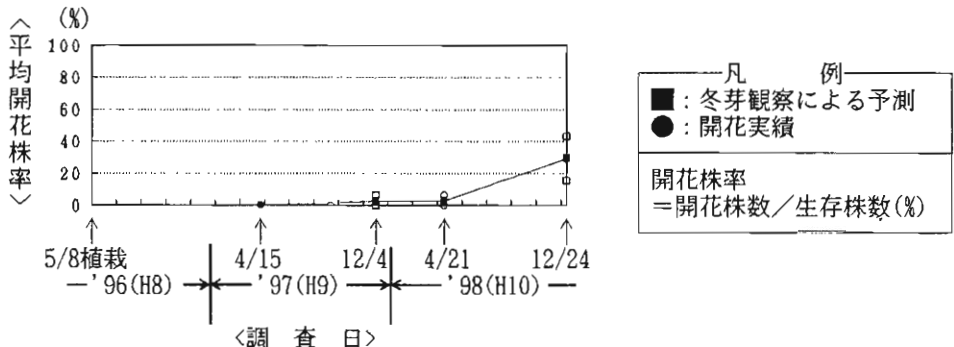 〈平均開花株率〉
(%)
100
80
60
40
20
0
5/8植栽 4/15 12/4 4/21 12/24
'96(H8) '97(H9) '98(H10)
〈調 査 日〉
凡 例
■:冬芽観察による予測
●:開花実績
開花株率
=開花株数/生存株数(%)